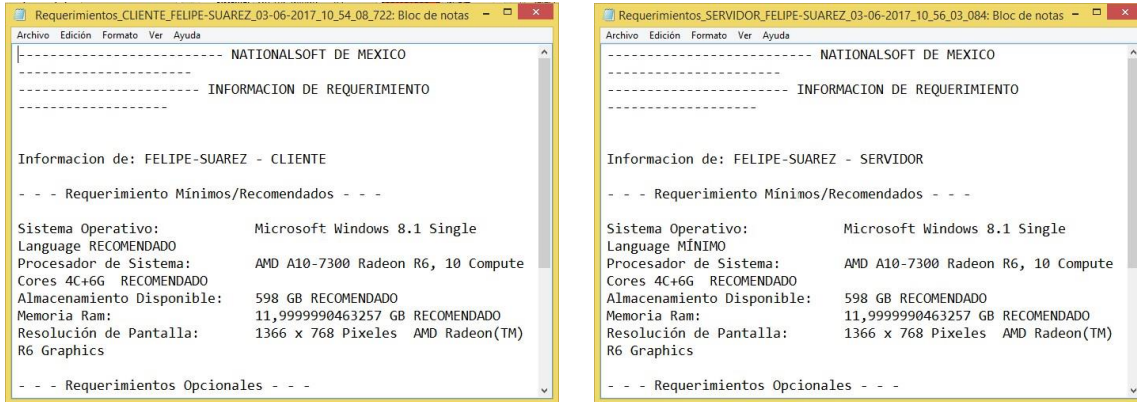 Requerimientos_CLIENTE_FELIPE-SUAREZ_03-06-2017_10_54_08_722: Bloc de notas
Archivo Edición Formato Ver Ayuda
-------------------------- NATIONALSOFT DE MEXICO
----------------------
----------------------- INFORMACION DE REQUERIMIENTO
-------------------
Informacion de: FELIPE-SUAREZ - CLIENTE
- - - Requerimiento Mínimos/Recomendados - - -
Sistema Operativo: Microsoft Windows 8.1 Single
Language RECOMENDADO
Procesador de Sistema: AMD A10-7300 Radeon R6, 10 Compute
Cores 4C+6G RECOMENDADO
Almacenamiento Disponible: 598 GB RECOMENDADO
Memoria Ram: 11,9999990463257 GB RECOMENDADO
Resolución de Pantalla: 1366 x 768 Pixeles AMD Radeon(TM)
R6 Graphics
- - - Requerimientos Opcionales - - -
Requerimientos_SERVIDOR_FELIPE-SUAREZ_03-06-2017_10_56_03_084: Bloc de notas
Archivo Edición Formato Ver Ayuda
-------------------------- NATIONALSOFT DE MEXICO
----------------------
----------------------- INFORMACION DE REQUERIMIENTO
-------------------
Informacion de: FELIPE-SUAREZ - SERVIDOR
- - - Requerimiento Mínimos/Recomendados - - -
Sistema Operativo: Microsoft Windows 8.1 Single
Language MÍNIMO
Procesador de Sistema: AMD A10-7300 Radeon R6, 10 Compute
Cores 4C+6G RECOMENDADO
Almacenamiento Disponible: 598 GB RECOMENDADO
Memoria Ram: 11,9999990463257 GB RECOMENDADO
Resolución de Pantalla: 1366 x 768 Pixeles AMD Radeon(TM)
R6 Graphics
- - - Requerimientos Opcionales - - -